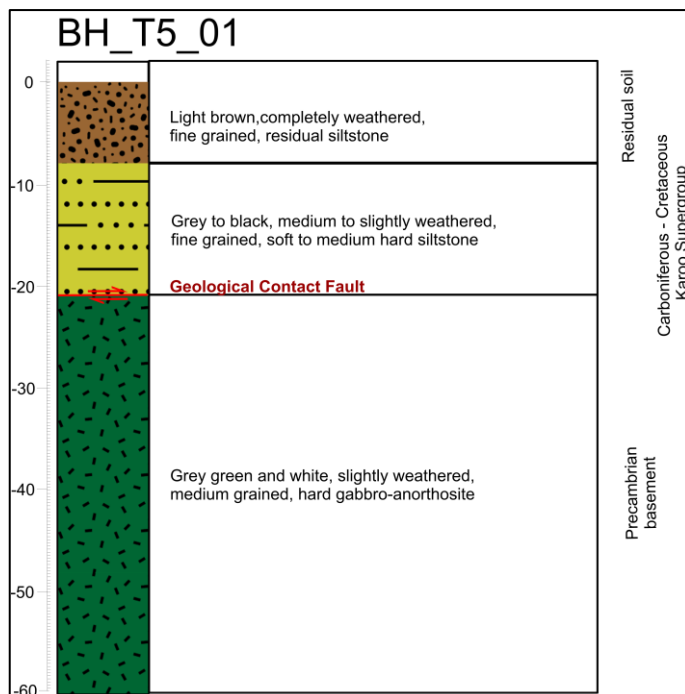 BH_T5_01
0
Light brown,completely weathered,
fine grained, residual siltstone
Residual soil
-10
Grey to black, medium to slightly weathered,
fine grained, soft to medium hard siltstone
Carboniferous - Cretaceous
Karoo Supergroup
-20
Geological Contact Fault
-30
Grey green and white, slightly weathered,
medium grained, hard gabbro-anorthosite
Precambrian
basement
-40
-50
-60